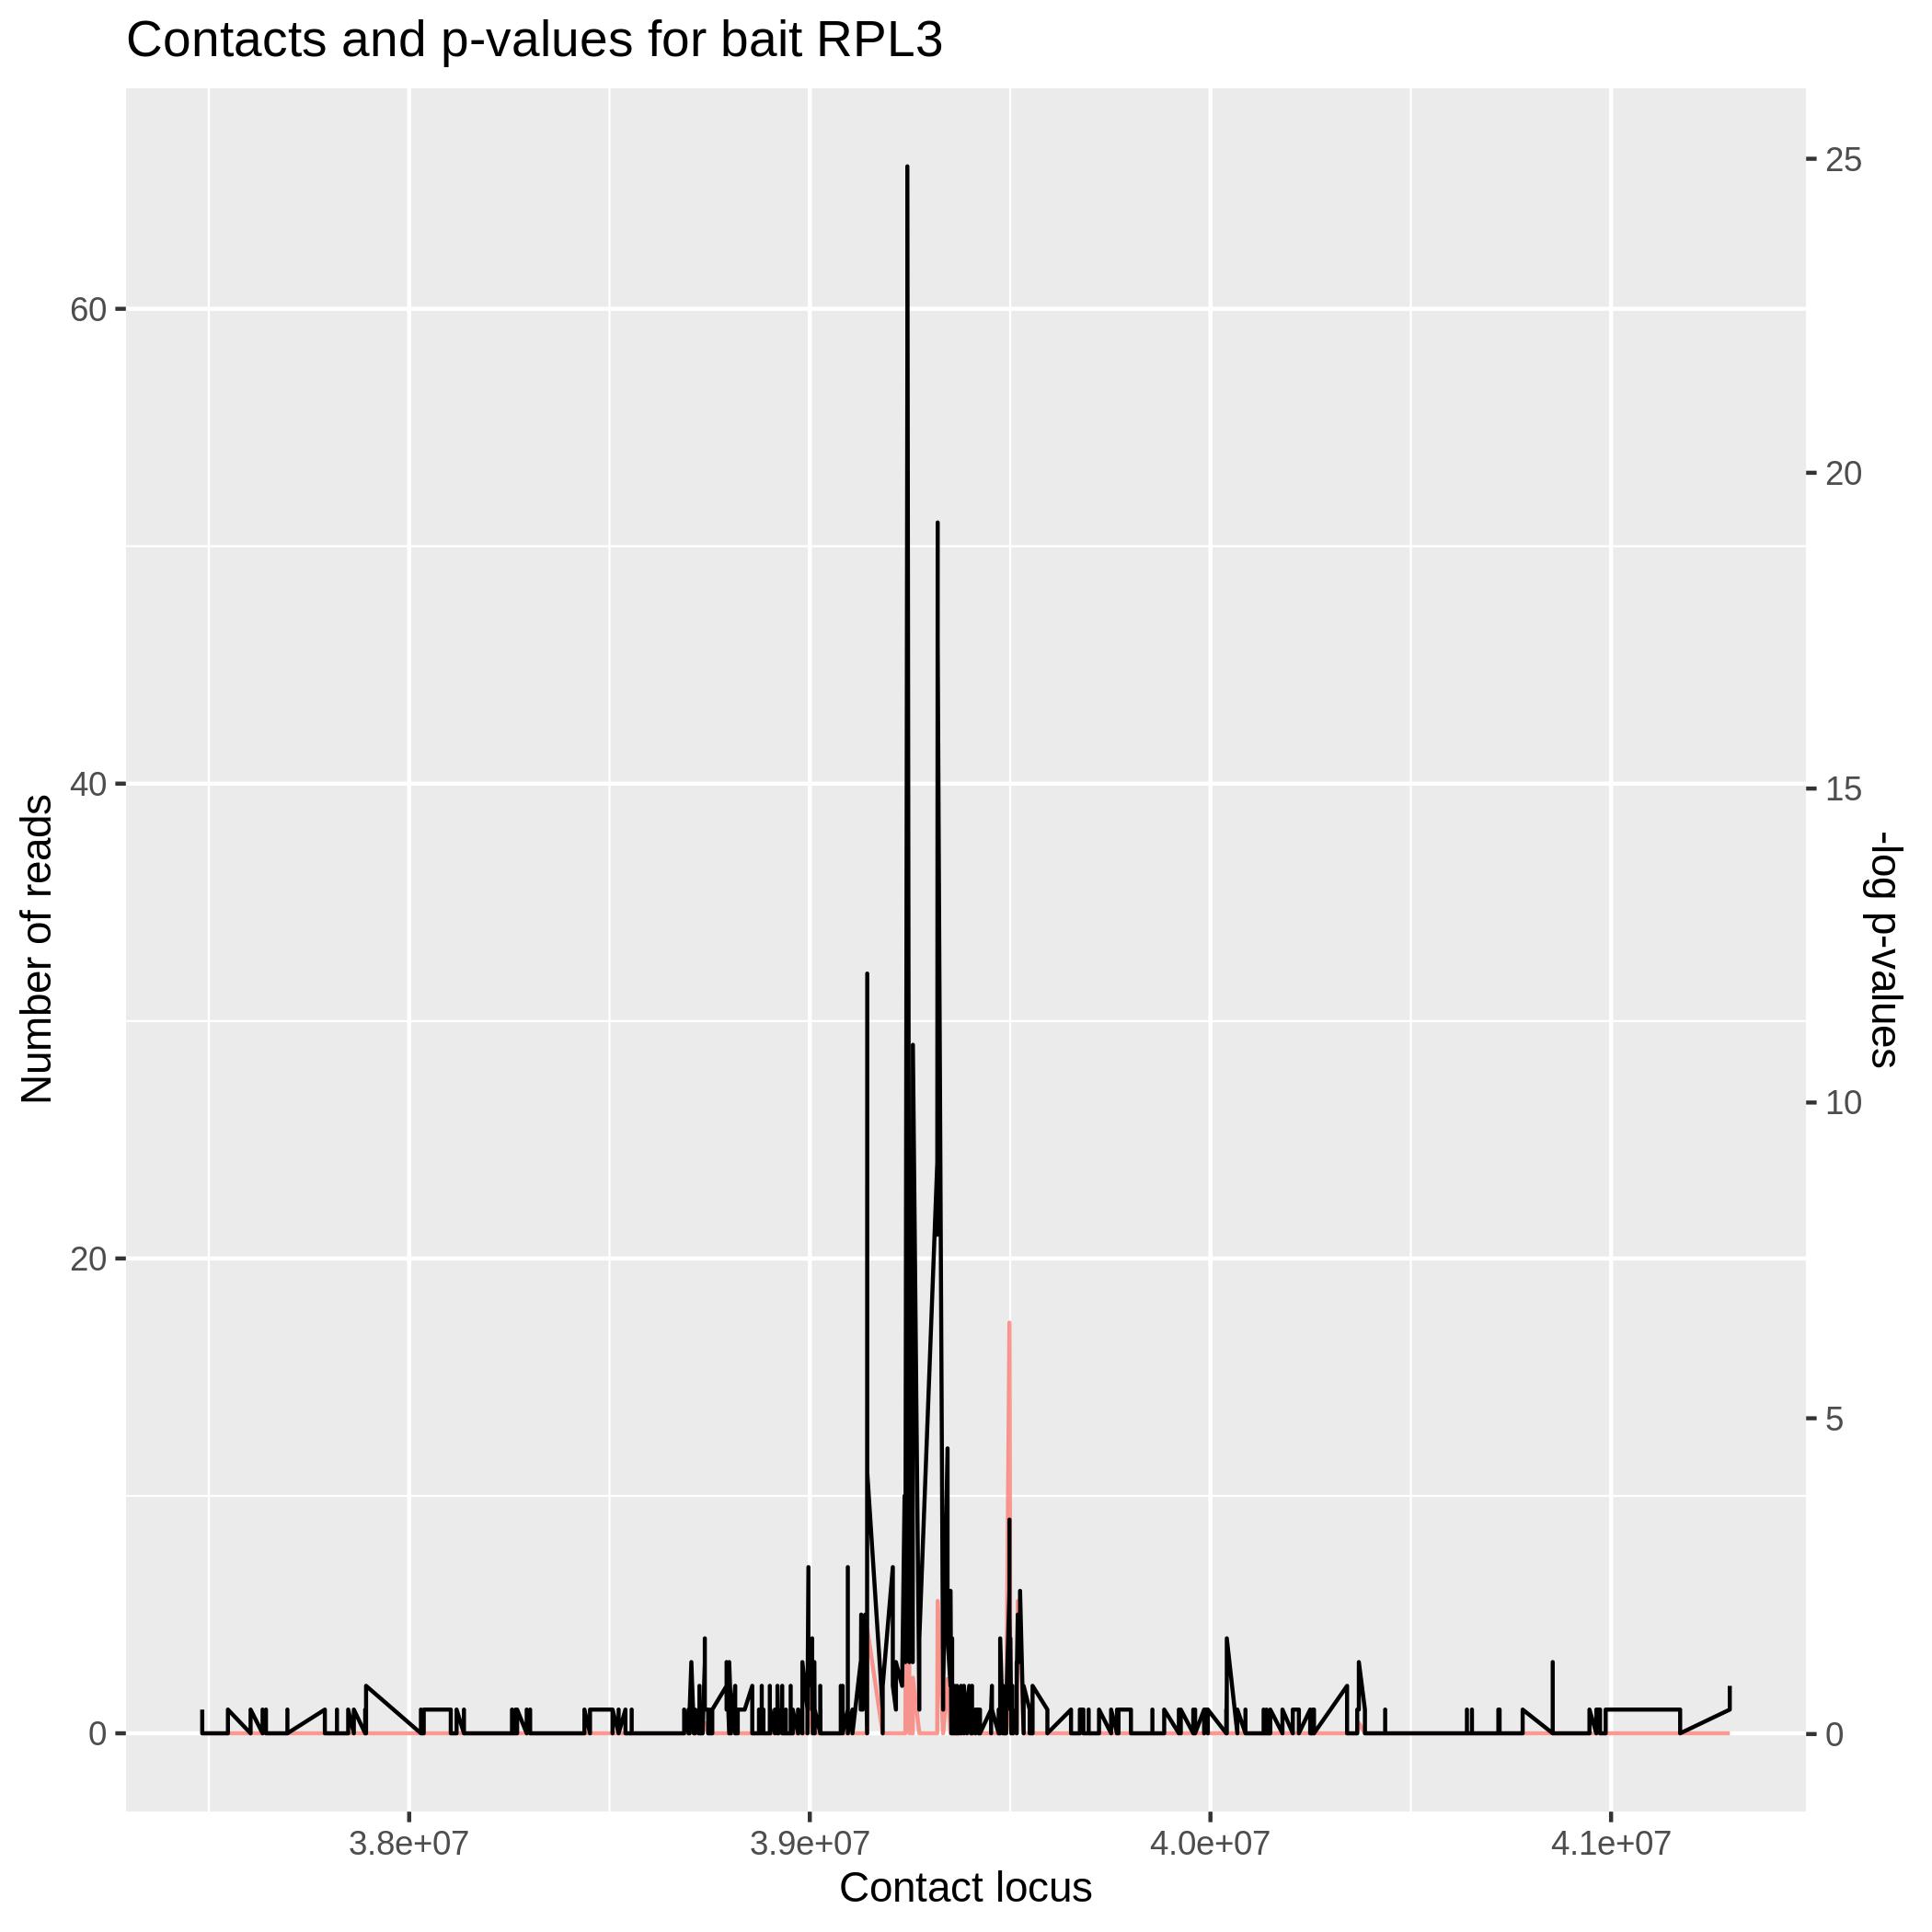 Contacts and p-values for bait RPL3
60
40
20
0
25
20
15
10
5
0
Number of reads
-log p-values
3.8e+07
3.9e+07
4.0e+07
4.1e+07
Contact locus